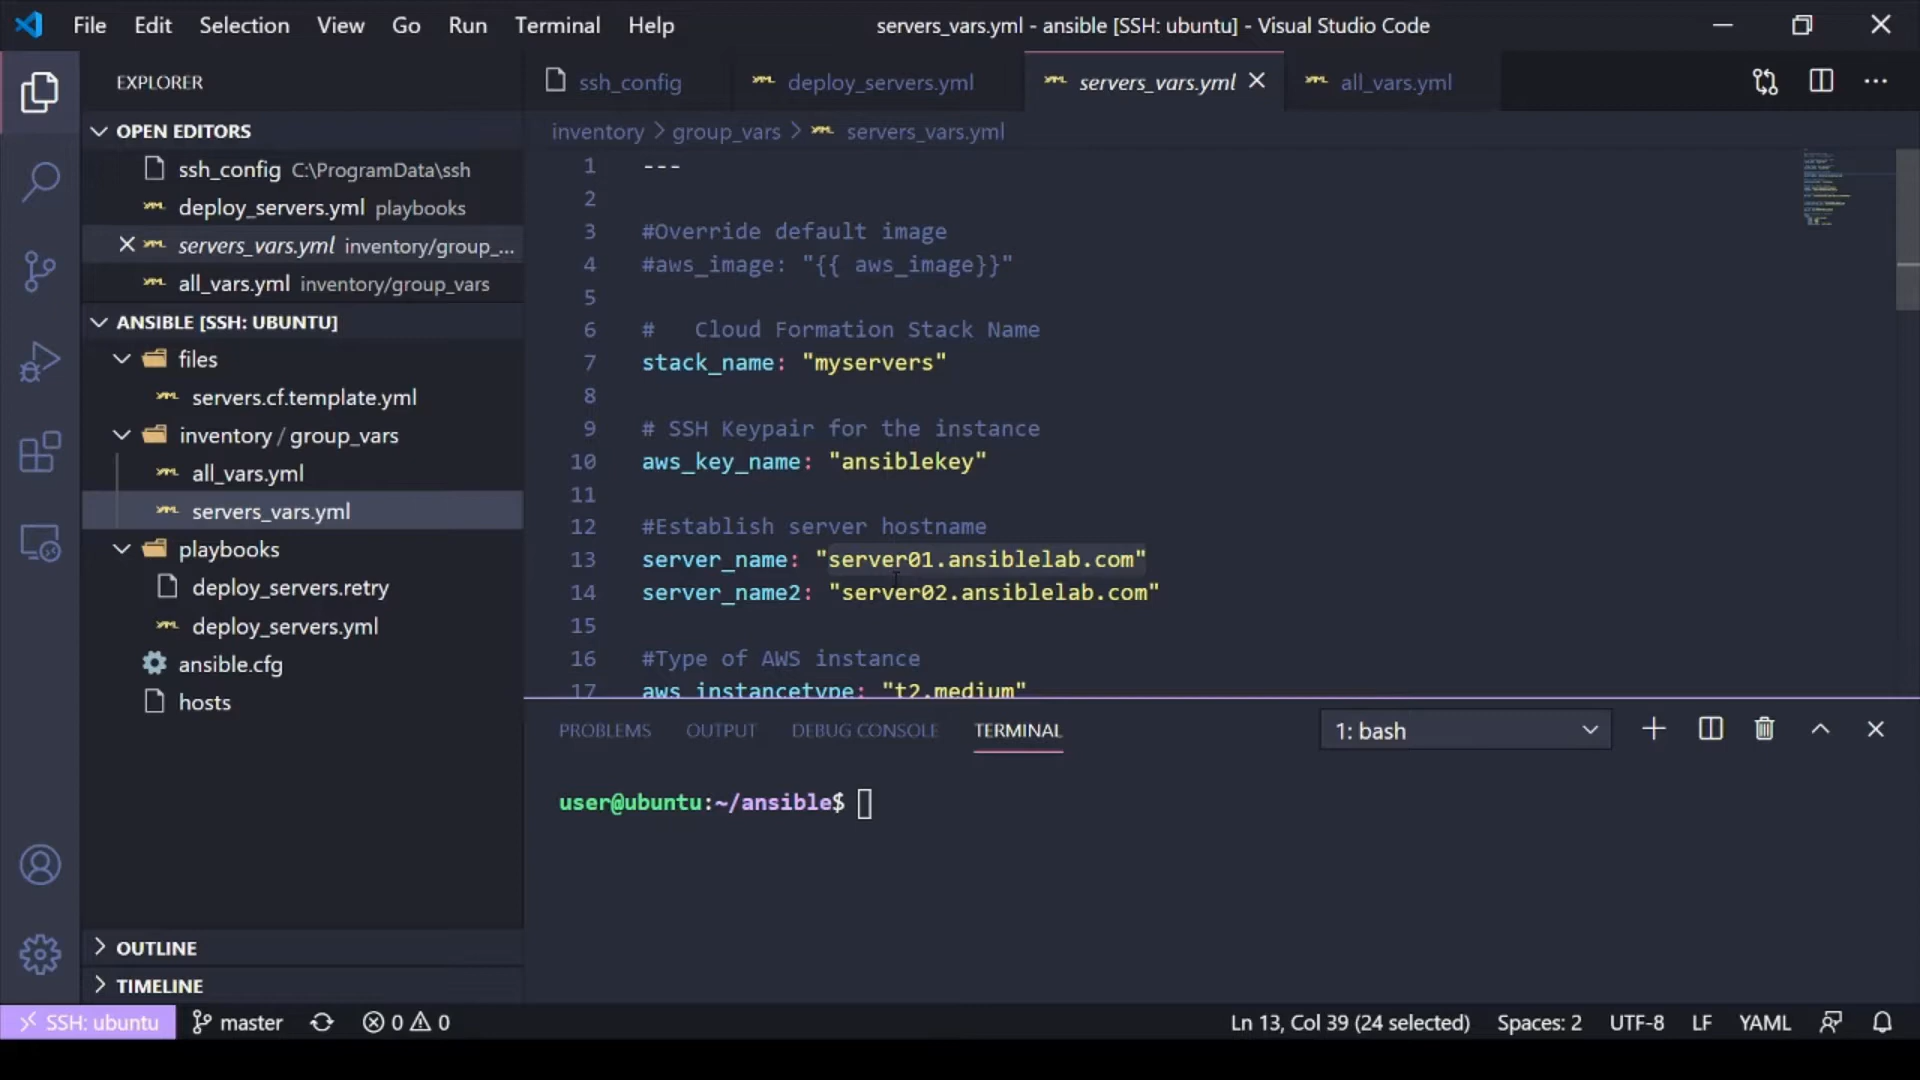 File Edit Selection View Go Run Terminal Help
servers_vars.yml - ansible [SSH: ubuntu] - Visual Studio Code
EXPLORER
OPEN EDITORS
ssh_config C:\ProgramData\ssh
deploy_servers.yml playbooks
servers_vars.yml inventory/group_...
all_vars.yml inventory/group_vars
ANSIBLE [SSH: UBUNTU]
files
servers.cf.template.yml
inventory / group_vars
all_vars.yml
servers_vars.yml
playbooks
deploy_servers.retry
deploy_servers.yml
ansible.cfg
hosts
OUTLINE
TIMELINE
ssh_config deploy_servers.yml servers_vars.yml all_vars.yml
inventory > group_vars > servers_vars.yml
1 ---
2
3 #Override default image
4 #aws_image: "{{ aws_image}}"
5
6 #   Cloud Formation Stack Name
7 stack_name: "myservers"
8
9 # SSH Keypair for the instance
10 aws_key_name: "ansiblekey"
11
12 #Establish server hostname
13 server_name: "server01.ansiblelab.com"
14 server_name2: "server02.ansiblelab.com"
15
16 #Type of AWS instance
17 aws_instancetype: "t2.medium"
PROBLEMS OUTPUT DEBUG CONSOLE TERMINAL
1: bash
user@ubuntu:~/ansible$
SSH: ubuntu master 0 0
Ln 13, Col 39 (24 selected) Spaces: 2 UTF-8 LF YAML